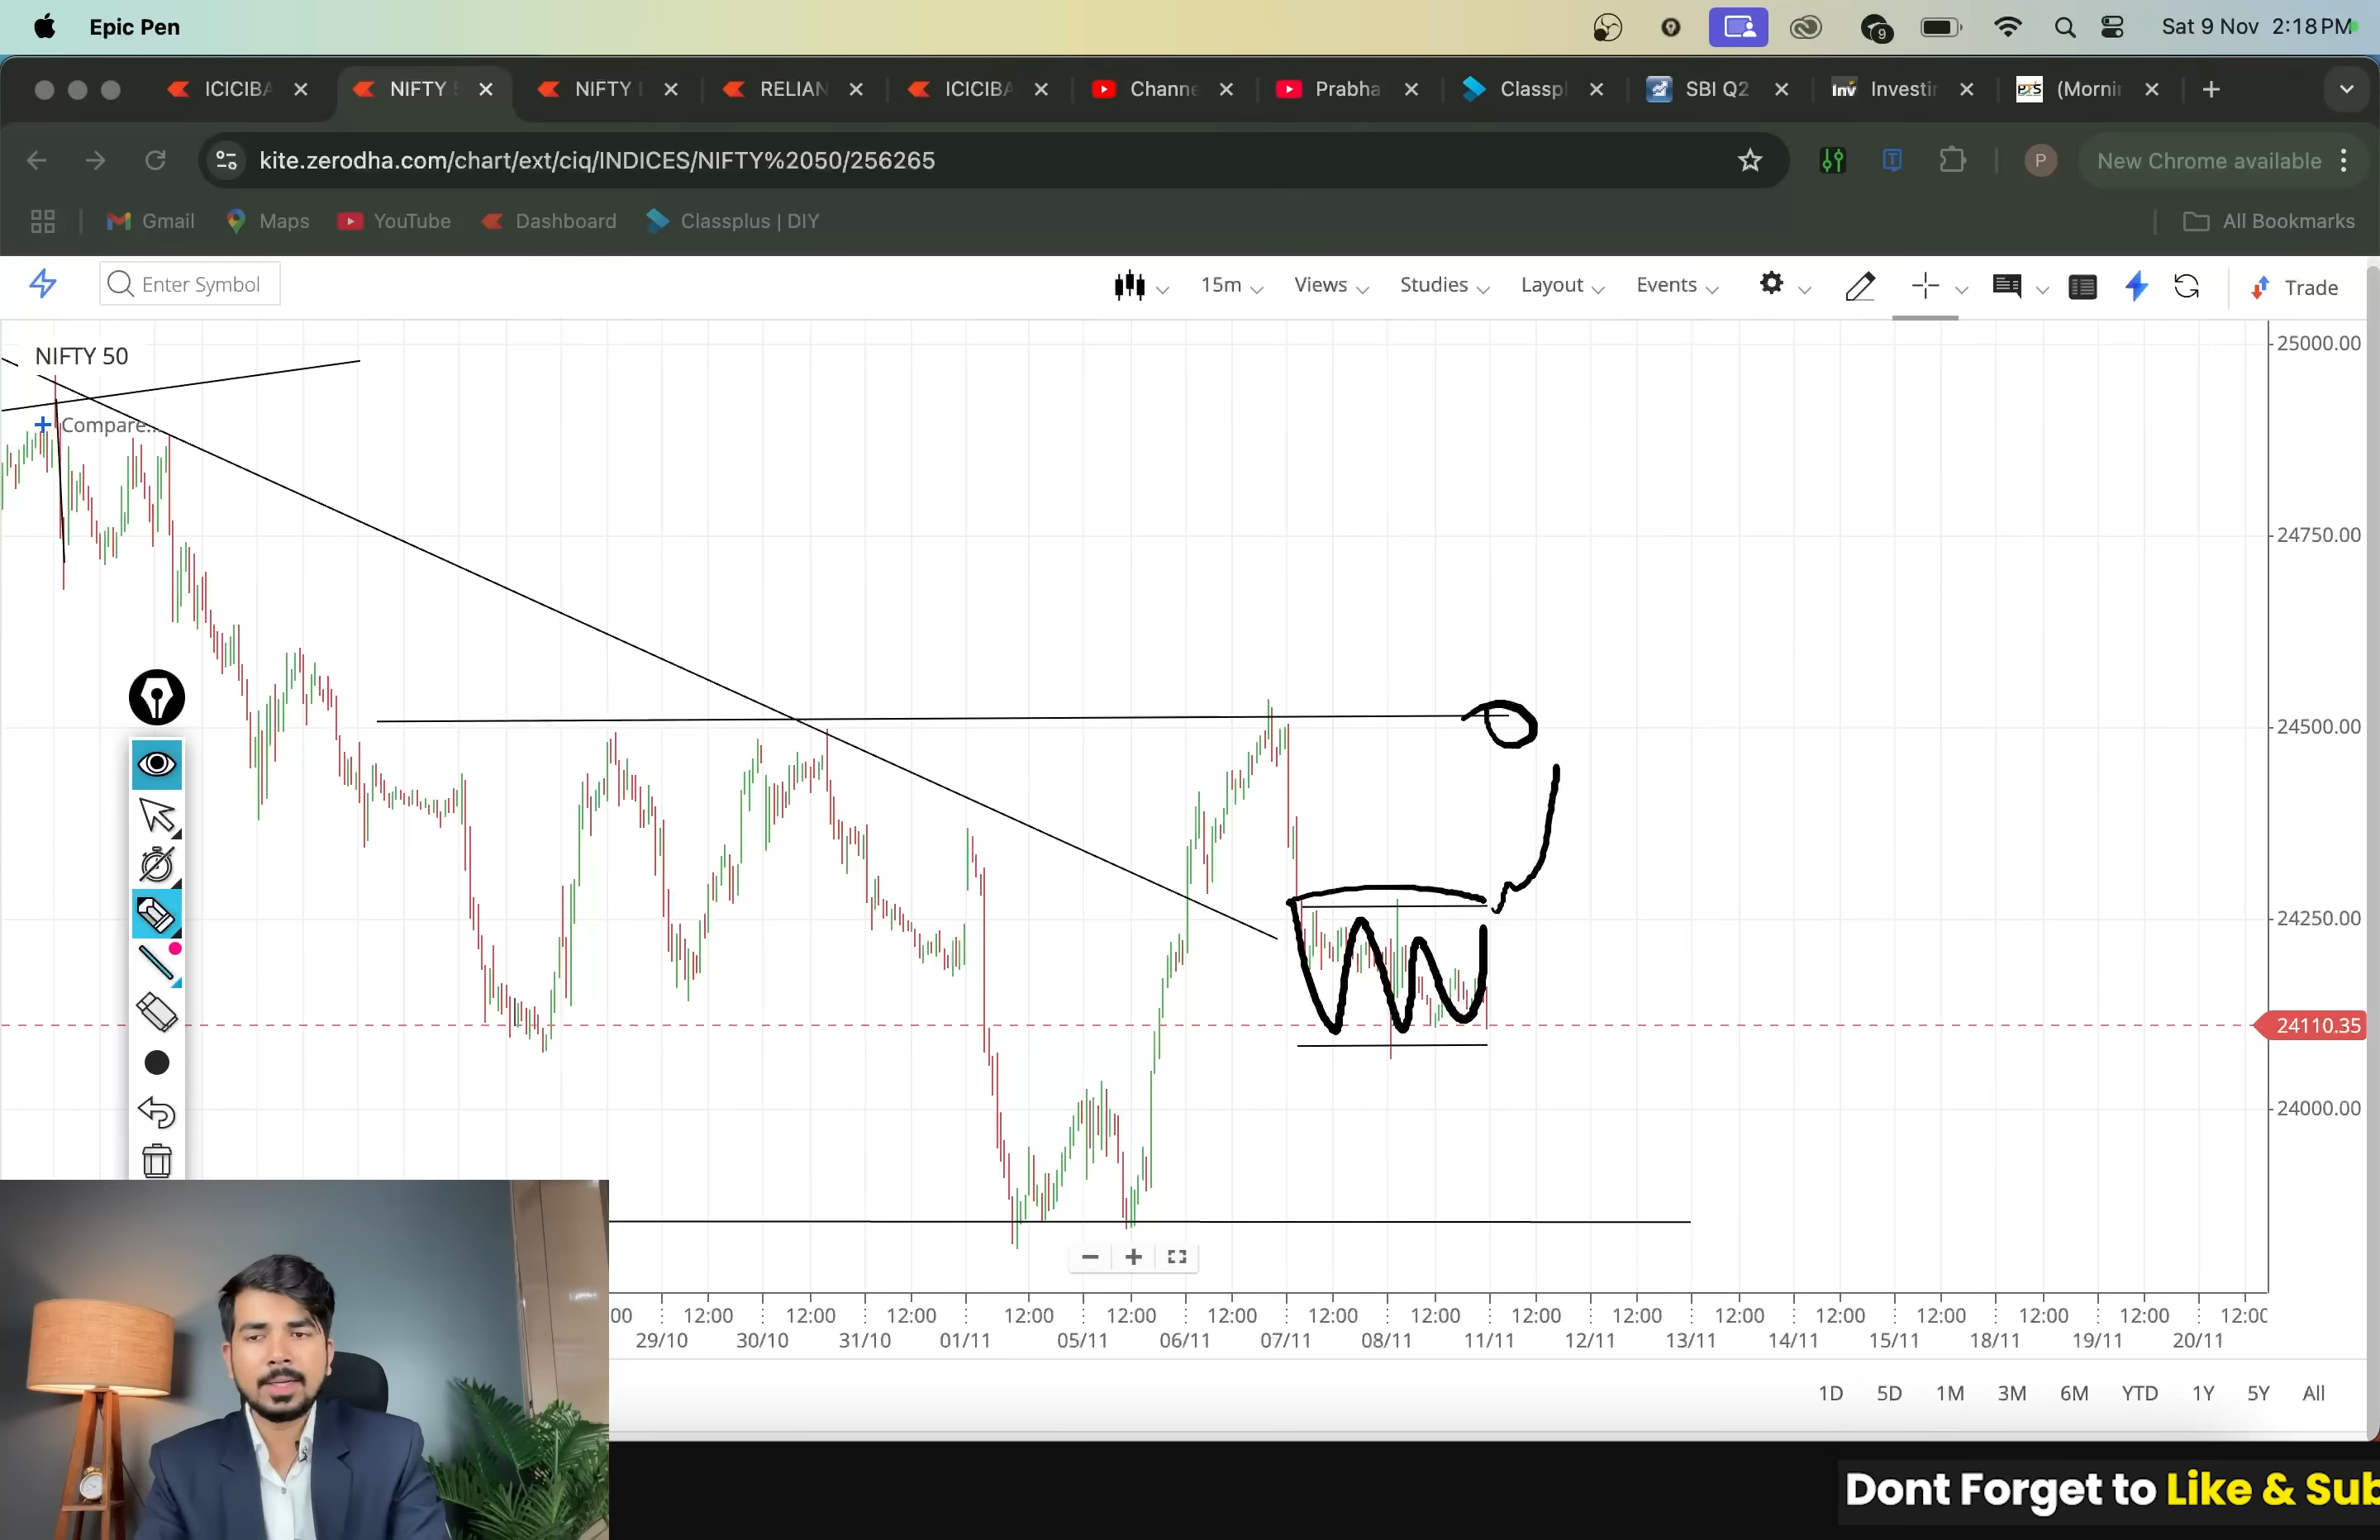 Epic Pen
9
Sat 9 Nov 2:18 PM
ICICIBA
NIFTY 5
NIFTY
RELIAN
ICICIBA
Channe
Prabha
Classpl
SBI Q2
Inv
Investin
PTS
(Mornin
kite.zerodha.com/chart/ext/ciq/INDICES/NIFTY%2050/256265
T
P
New Chrome available
Gmail
Maps
YouTube
Dashboard
Classplus | DIY
All Bookmarks
Enter Symbol
15m
Views
Studies
Layout
Events
Trade
NIFTY 50
Compare...
25000.00
24750.00
24500.00
24250.00
24110.35
24000.00
00 12:00 12:00 12:00 12:00 12:00 12:00 12:00 12:00 12:00 12:00 12:00 12:00 12:00 12:00 12:00 12:00
29/10 30/10 31/10 01/11 05/11 06/11 07/11 08/11 11/11 12/11 13/11 14/11 15/11 18/11 19/11 20/11
1D 5D 1M 3M 6M YTD 1Y 5Y All
Dont Forget to Like & Sub